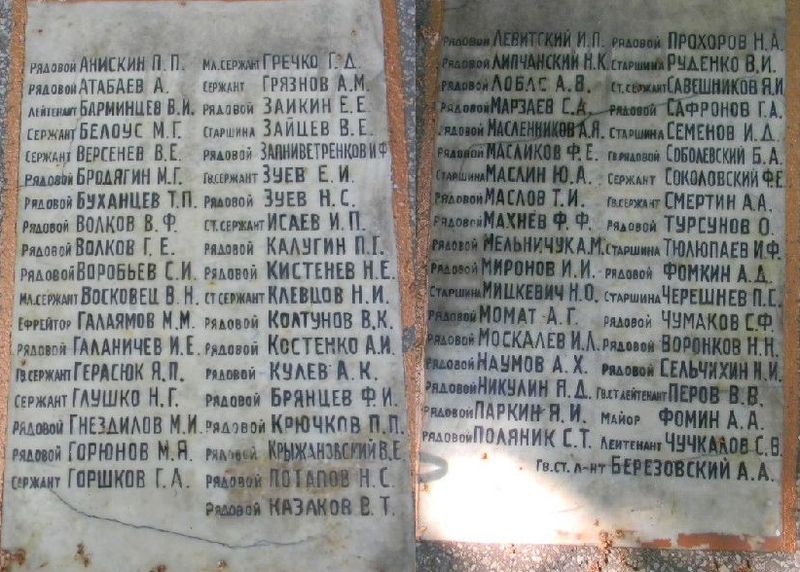 Рядовой Анискин П.П.
Рядовой Атабаев А.
Лейтенант Барминцев В.И.
Сержант Белоус М.Г.
Сержант Версенев В.Е.
Рядовой Бродягин М.Г.
Рядовой Буханцев Т.П.
Рядовой Волков В.Ф.
Рядовой Волков Г.Е.
Рядовой Воробьев С.И.
Мл.сержант Восковец В.Н.
Ефрейтор Галаямов М.М.
Рядовой Галаничев И.Е.
Гв.сержант Герасюк Я.П.
Сержант Глушко Н.Г.
Рядовой Гнездилов М.И.
Рядовой Горюнов М.Я.
Сержант Горшков Г.А.
Мл.сержант Гречко Г.Д.
Сержант Грязнов А.М.
Рядовой Заикин Е.Е.
Старшина Зайцев В.Е.
Рядовой Запниветренков И.Ф.
Гв.сержант Зуев Е.И.
Рядовой Зуев Н.С.
Ст.сержант Исаев И.П.
Рядовой Калугин П.Г.
Рядовой Кистенев Н.Е.
Ст.сержант Клевцов Н.И.
Рядовой Колтунов В.К.
Рядовой Костенко А.И.
Рядовой Кулев А.К.
Рядовой Брянцев Ф.И.
Рядовой Крючков П.П.
Рядовой Крыжановский В.Е.
Рядовой Потапов Н.С.
Рядовой Казаков В.Т.
Рядовой Левитский И.П.
Рядовой Липчанский Н.К.
Рядовой Лоблс А.В.
Рядовой Марзаев С.А.
Рядовой Масленников А.Я.
Рядовой Масликов Ф.Е.
Старшина Маслин Ю.А.
Рядовой Маслов Т.И.
Рядовой Махнев Ф.Ф.
Рядовой Мельничук А.М.
Рядовой Миронов И.И.
Старшина Мицкевич Н.О.
Рядовой Момат А.Г.
Рядовой Москалев И.Л.
Рядовой Наумов А.Х.
Рядовой Никулин Я.Д.
Рядовой Паркин Я.И.
Рядовой Поляник С.Т.
Рядовой Прохоров Н.А.
Старшина Руденко В.И.
Ст.сержант Савешников Я.И.
Рядовой Сафронов Г.А.
Старшина Семенов И.Д.
Гв.рядовой Соболевский Б.А.
Сержант Соколовский Ф.Е.
Гв.сержант Смертин А.А.
Рядовой Турсунов О.
Старшина Тюлюпаев И.Ф.
Рядовой Фомкин А.Д.
Старшина Черешнев П.Е.
Рядовой Чумаков С.Ф.
Рядовой Воронков Н.Н.
Рядовой Сельчихин И.И.
Гв.ст.лейтенант Перов В.В.
Майор Фомин А.А.
Лейтенант Чучкалов С.В.
Гв.ст.л-нт Березовский А.А.